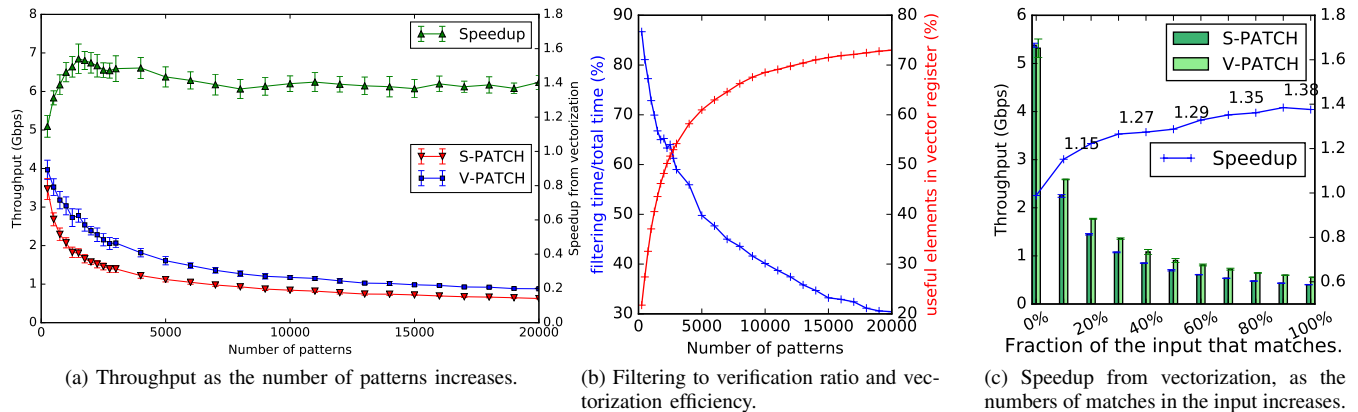 8
7
6
5
4
3
2
1
0
Throughput (Gbps)
1.8
1.6
1.4
1.2
1.0
0.8
0.6
0.4
0.2
0.0
Speedup from vectorization
Speedup
S-PATCH
V-PATCH
0 5000 10000 15000 20000
Number of patterns
(a) Throughput as the number of patterns increases.
90
80
70
60
50
40
30
filtering time/total time (%)
80
70
60
50
40
30
20
useful elements in vector register (%)
0 5000 10000 15000 20000
Number of patterns
(b) Filtering to verification ratio and vec-
torization efficiency.
6
5
4
3
2
1
0
Throughput (Gbps)
1.8
1.6
1.4
1.2
1.0
0.8
0.6
S-PATCH
V-PATCH
1.15
1.27
1.29
1.35
1.38
Speedup
0% 20% 40% 60% 80% 100%
Fraction of the input that matches.
(c) Speedup from vectorization, as the
numbers of matches in the input increases.